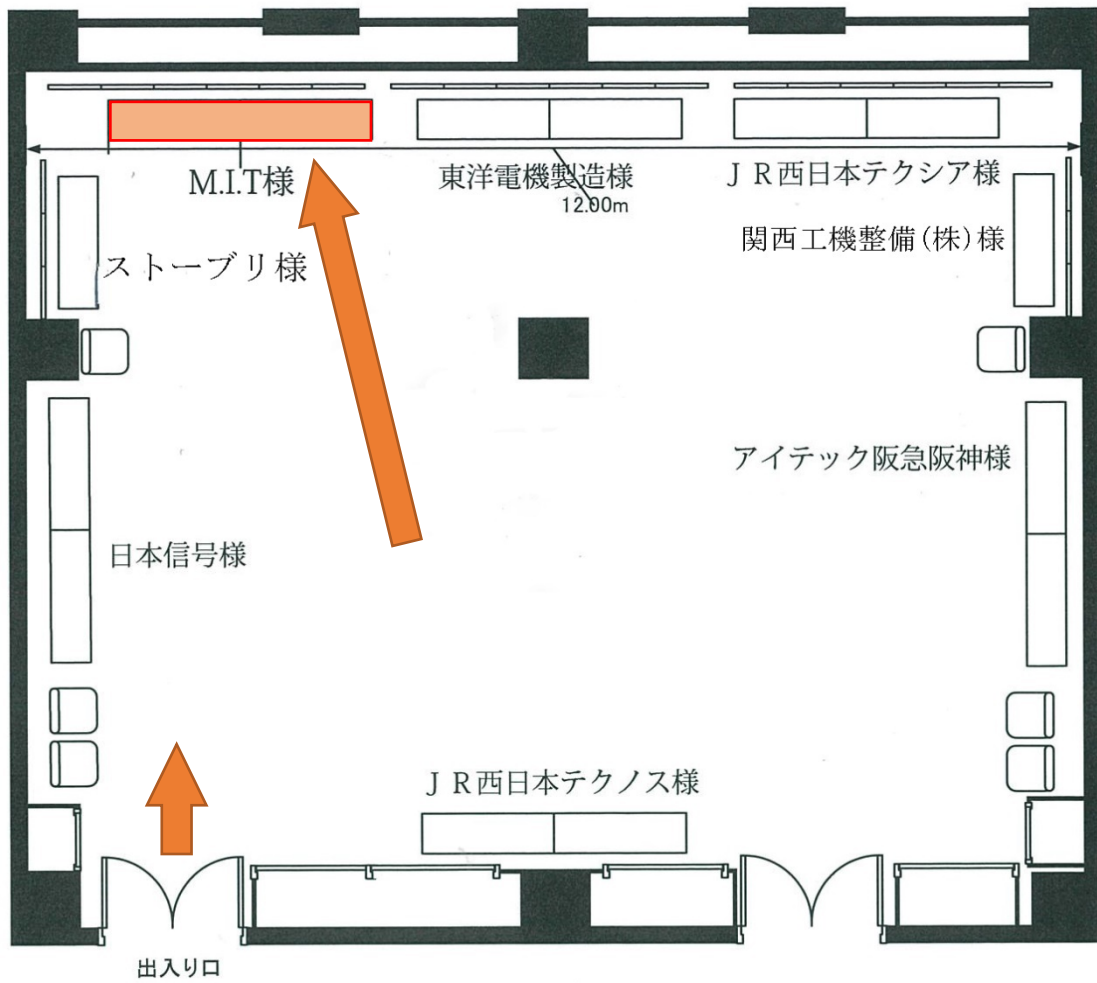 M.I.T様
東洋電機製造様
ＪＲ西日本テクシア様
12.00m
関西工機整備(株)様
ストーブリ様
アイテック阪急阪神様
日本信号様
ＪＲ西日本テクノス様
出入り口